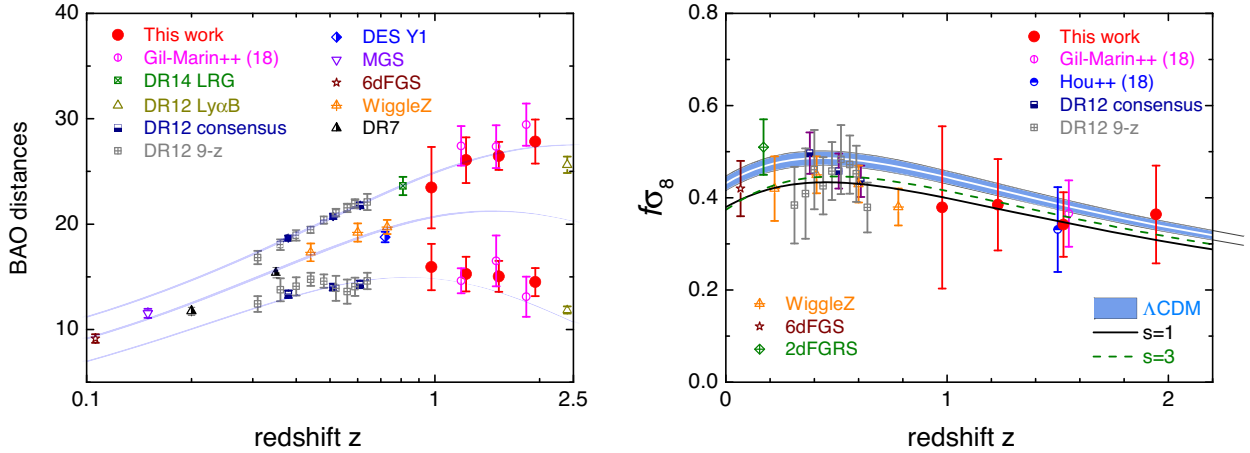 40
30
20
10
BAO distances
This work
Gil-Marin++ (18)
DR14 LRG
DR12 LyαB
DR12 consensus
DR12 9-z
DES Y1
MGS
6dFGS
WiggleZ
DR7
0.1
1
2.5
redshift z
0.8
0.6
0.4
0.2
0.0
fσ8
This work
Gil-Marin++ (18)
Hou++ (18)
DR12 consensus
DR12 9-z
WiggleZ
6dFGS
2dFGRS
ΛCDM
s=1
s=3
0
1
2
redshift z